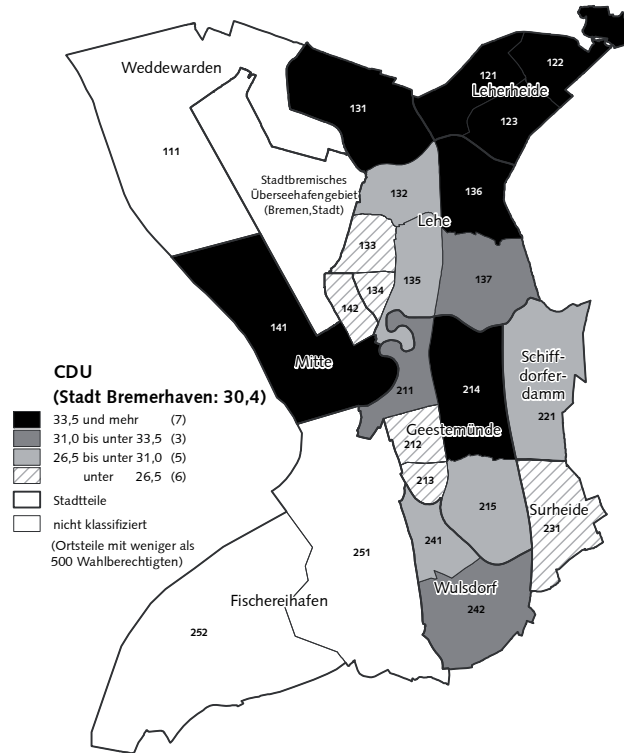 Weddewarden
122
121
Leherheide
131
123
111
Stadtbremisches
Überseehafengebiet
(Bremen,Stadt)
132
136
Lehe
133
137
134
135
142
141
Mitte
Schiff-
dorfer-
damm
211
214
221
Geestemünde
212
213
215
Surheide
231
241
251
Wulsdorf
242
Fischereihafen
252
CDU
(Stadt Bremerhaven: 30,4)
33,5 und mehr (7)
31,0 bis unter 33,5 (3)
26,5 bis unter 31,0 (5)
unter 26,5 (6)
Stadtteile
nicht klassifiziert
(Ortsteile mit weniger als
500 Wahlberechtigten)